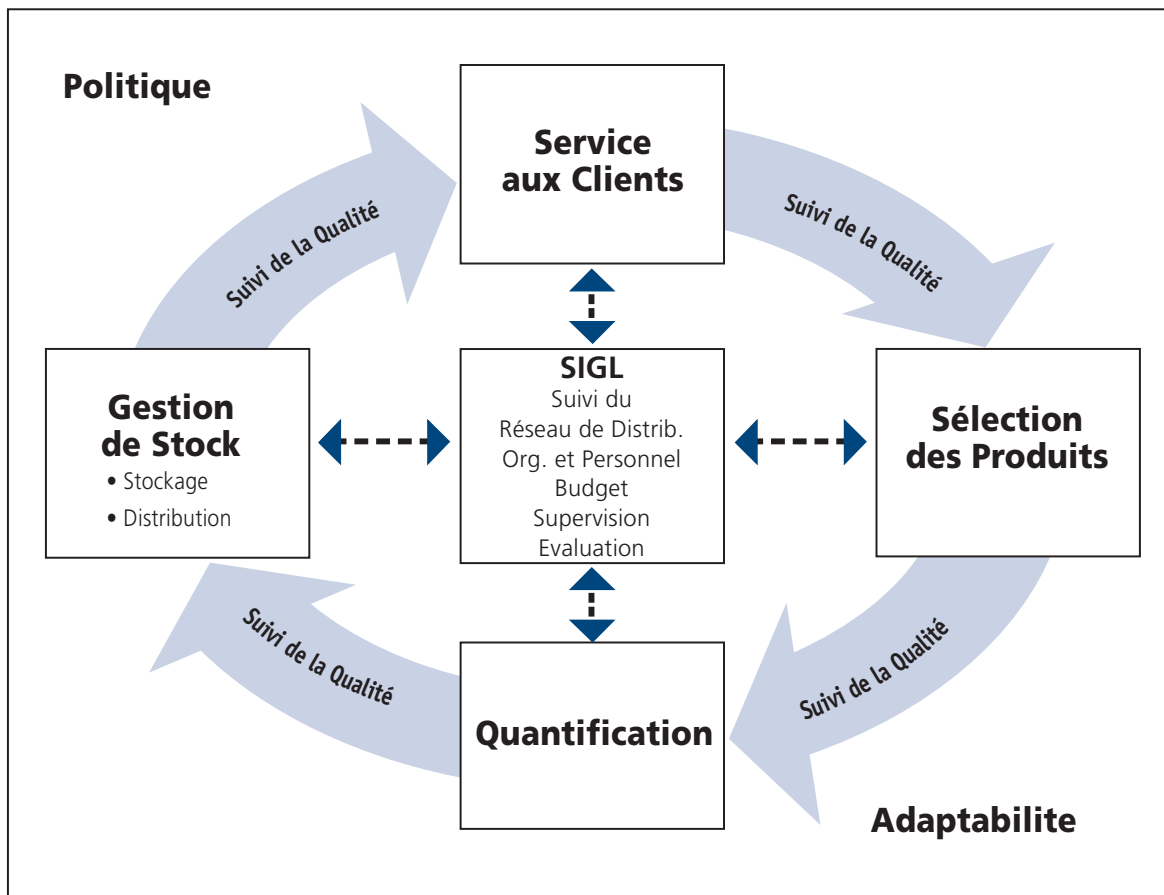 Politique
Service
aux Clients
Suivi de la Qualité
Suivi de la Qualité
Gestion
de Stock
• Stockage
• Distribution
SIGL
Suivi du
Réseau de Distrib.
Org. et Personnel
Budget
Supervision
Evaluation
Sélection
des Produits
Suivi de la Qualité
Suivi de la Qualité
Quantification
Adaptabilite